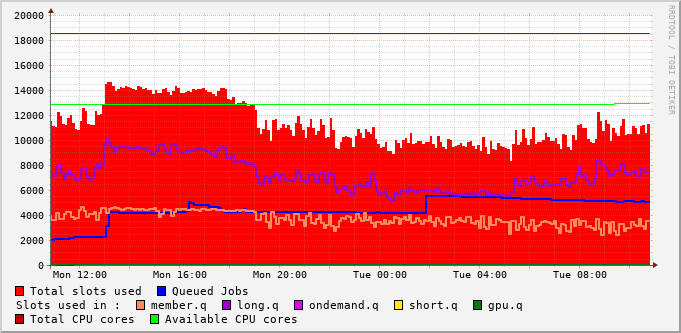 RRDTOOL / TOBI OETIKER
20000
18000
16000
14000
12000
10000
8000
6000
4000
2000
0
Mon 12:00 Mon 16:00 Mon 20:00 Tue 00:00 Tue 04:00 Tue 08:00
Total slots used Queued Jobs
Slots used in : member.q long.q ondemand.q short.q gpu.q
Total CPU cores Available CPU cores